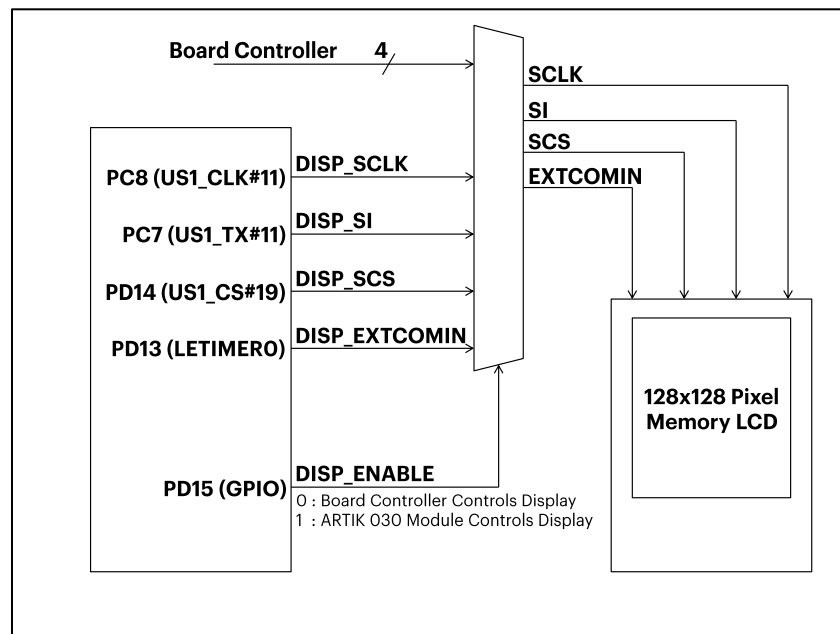 Board Controller 4
SCLK
SI
SCS
EXTCOMIN
PC8 (US1_CLK#11) DISP_SCLK
PC7 (US1_TX#11) DISP_SI
PD14 (US1_CS#19) DISP_SCS
PD13 (LETIMER0) DISP_EXTCOMIN
128x128 Pixel
Memory LCD
PD15 (GPIO) DISP_ENABLE
0 : Board Controller Controls Display
1 : ARTIK 030 Module Controls Display